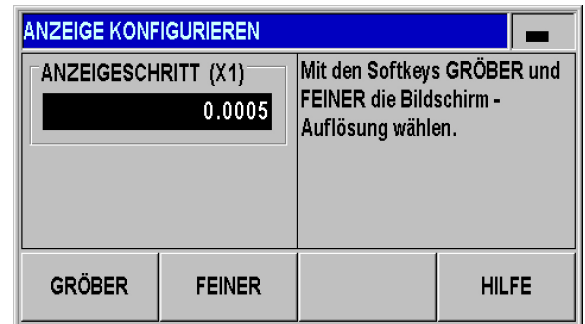 ANZEIGE KONFIGURIEREN
ANZEIGESCHRITT (X1)
0.0005
Mit den Softkeys GRÖBER und
FEINER die Bildschirm -
Auflösung wählen.
GRÖBER
FEINER
HILFE